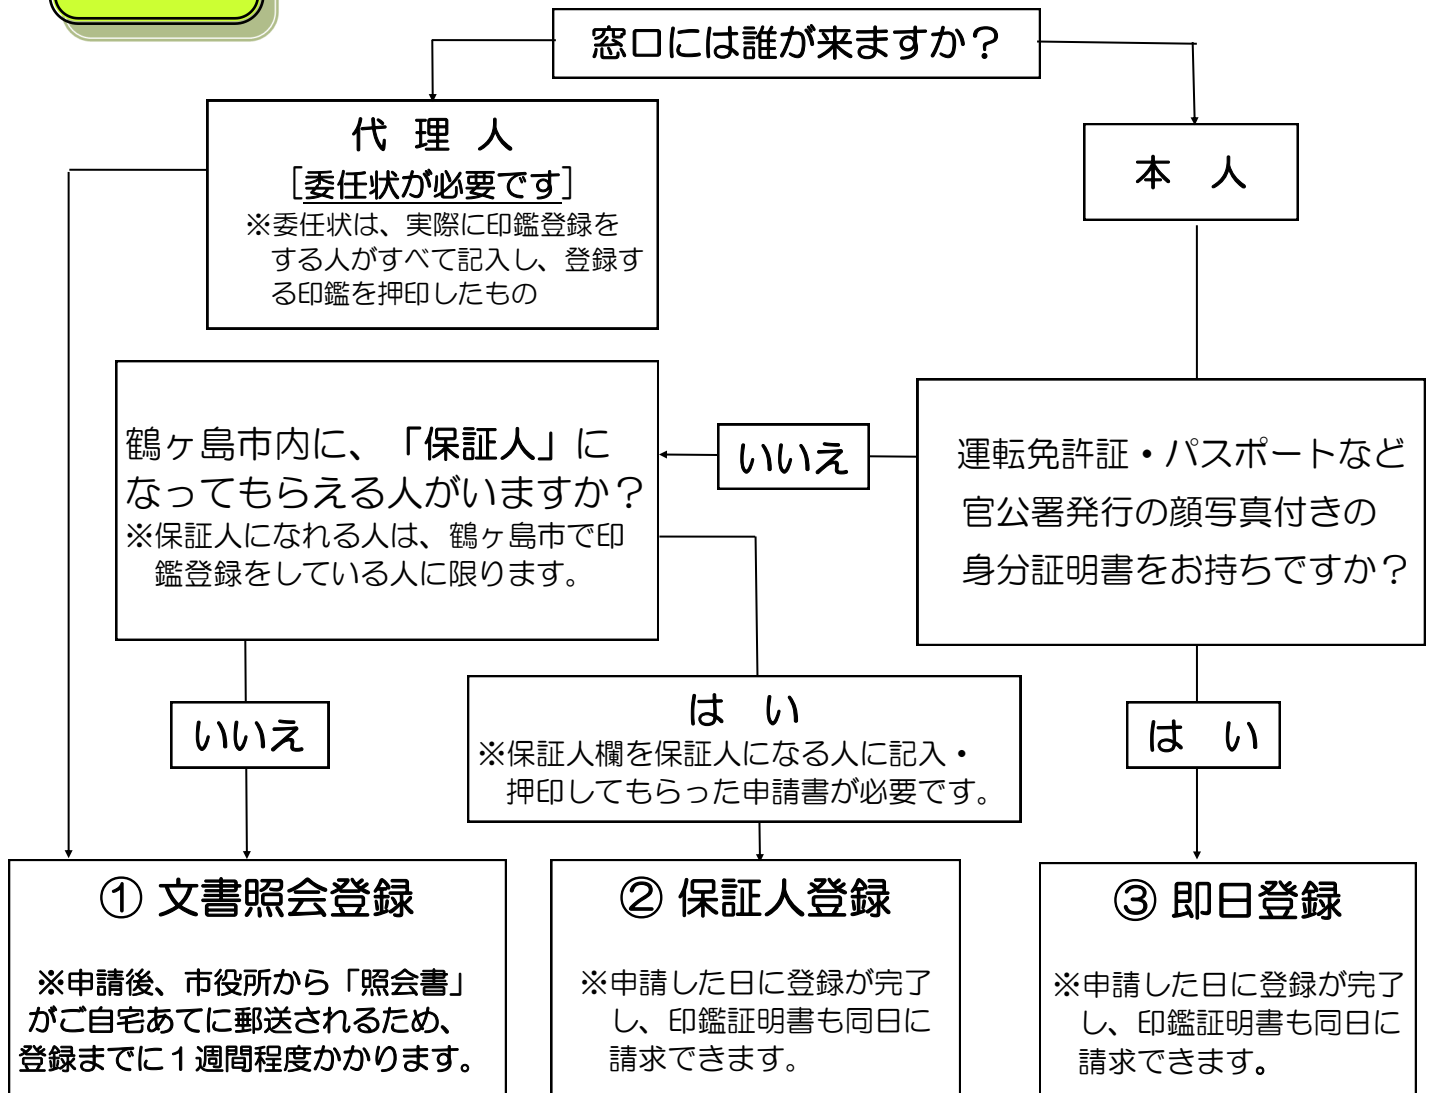 窓口には誰が来ますか？
代 理 人
［委任状が必要です］
※委任状は、実際に印鑑登録を
する人がすべて記入し、登録す
る印鑑を押印したもの
本　人
鶴ヶ島市内に、「保証人」に
なってもらえる人がいますか？
※保証人になれる人は、鶴ヶ島市で印
鑑登録をしている人に限ります。
いいえ
運転免許証・パスポートなど
官公署発行の顔写真付きの
身分証明書をお持ちですか？
いいえ
は　い
※保証人欄を保証人になる人に記入・
押印してもらった申請書が必要です。
は　い
① 文書照会登録
※申請後、市役所から「照会書」
がご自宅あてに郵送されるため、
登録までに１週間程度かかります。
② 保証人登録
※申請した日に登録が完了
し、印鑑証明書も同日に
請求できます。
③ 即日登録
※申請した日に登録が完了
し、印鑑証明書も同日に
請求できます。